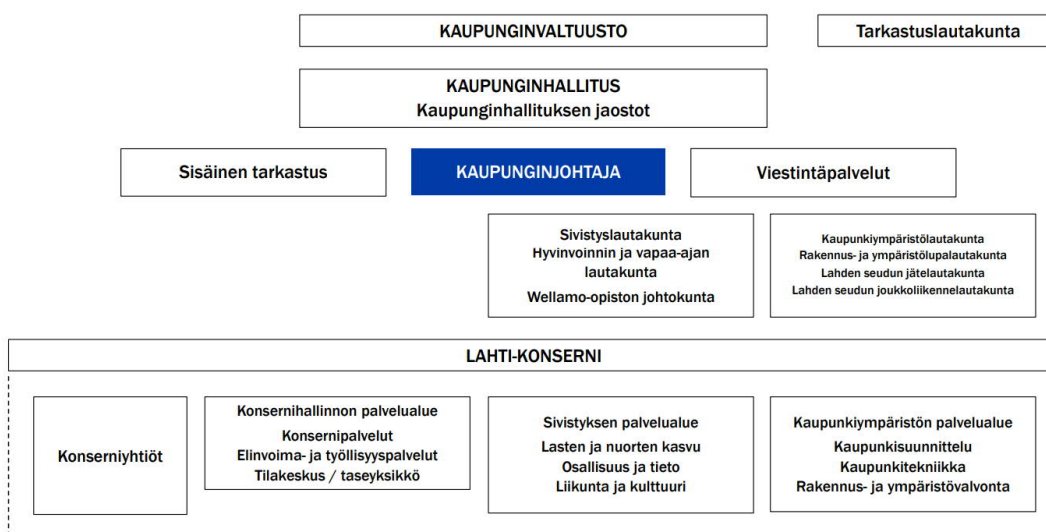 KAUPUNGINVALTUUSTO
Tarkastuslautakunta
KAUPUNGINHALLITUS
Kaupunginhallituksen jaostot
Sisäinen tarkastus
KAUPUNGINJOHTAJA
Viestintäpalvelut
Sivistyslautakunta
Hyvinvoinnin ja vapaa-ajan
lautakunta
Wellamo-opiston johtokunta
Kaupunkiympäristölautakunta
Rakennus- ja ympäristölupalautakunta
Lahden seudun jätelautakunta
Lahden seudun joukkoliikennelautakunta
LAHTI-KONSERNI
Konserniyhtiöt
Konsernihallinnon palvelualue
Konsernipalvelut
Elinvoima- ja työllisyyspalvelut
Tilakeskus / taseyksikkö
Sivistyksen palvelualue
Lasten ja nuorten kasvu
Osallisuus ja tieto
Liikunta ja kulttuuri
Kaupunkiympäristön palvelualue
Kaupunkisuunnittelu
Kaupunkitekniikka
Rakennus- ja ympäristövalvonta